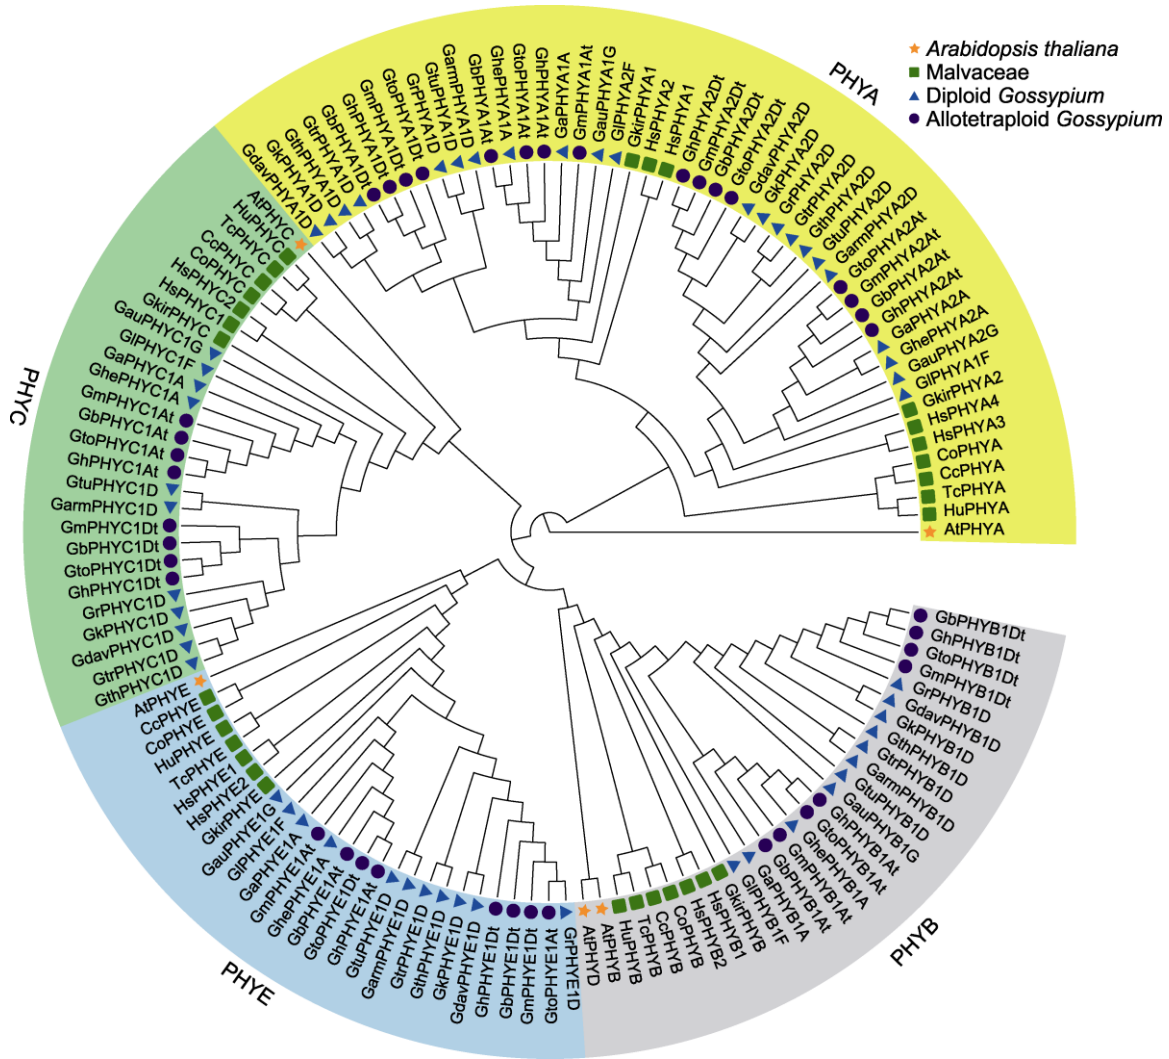 Arabidopsis thaliana
Malvaceae
Diploid Gossypium
Allotetraploid Gossypium
PHYA
GdavPHYA1D
GkPHYA1D
GthPHYA1D
GtrPHYA1D
GbPHYA1Dt
GhPHYA1Dt
GmPHYA1Dt
GtoPHYA1Dt
GrPHYA1D
GtuPHYA1D
GarmPHYA1D
GbPHYA1At
GhePHYA1A
GtoPHYA1At
GhPHYA1At
GaPHYA1A
GmPHYA1At
GauPHYA1G
GlPHYA2F
GkirPHYA1
HsPHYA2
HsPHYA1
GhPHYA2Dt
GmPHYA2Dt
GbPHYA2Dt
GtoPHYA2Dt
GdavPHYA2D
GkPHYA2D
GrPHYA2D
GtrPHYA2D
GthPHYA2D
GtuPHYA2D
GarmPHYA2D
GtoPHYA2At
GmPHYA2At
GbPHYA2At
GhPHYA2At
GaPHYA2A
GhePHYA2A
GauPHYA2G
GlPHYA1F
GkirPHYA2
HsPHYA4
HsPHYA3
CoPHYA
CcPHYA
TcPHYA
HuPHYA
AtPHYA
GbPHYB1Dt
GhPHYB1Dt
GtoPHYB1Dt
GmPHYB1Dt
GrPHYB1D
GdavPHYB1D
GkPHYB1D
GthPHYB1D
GtrPHYB1D
GarmPHYB1D
GtuPHYB1D
GauPHYB1G
GhPHYB1At
GtoPHYB1At
GhePHYB1A
GmPHYB1At
GbPHYB1At
GaPHYB1A
GlPHYB1F
GkirPHYB
HsPHYB1
HsPHYB2
CoPHYB
CcPHYB
TcPHYB
HuPHYB
AtPHYB
AtPHYD
PHYB
GrPHYE1D
GtoPHYE1At
GmPHYE1Dt
GbPHYE1Dt
GhPHYE1Dt
GdavPHYE1D
GkPHYE1D
GthPHYE1D
GtrPHYE1D
GarmPHYE1D
GtuPHYE1D
GhPHYE1At
GtoPHYE1Dt
GbPHYE1At
GhePHYE1A
GmPHYE1At
GaPHYE1A
GlPHYE1F
GauPHYE1G
GkirPHYE
HsPHYE2
HsPHYE1
TcPHYE
HuPHYE
CoPHYE
CcPHYE
AtPHYE
PHYE
GthPHYC1D
GtrPHYC1D
GdavPHYC1D
GkPHYC1D
GrPHYC1D
GhPHYC1Dt
GtoPHYC1Dt
GbPHYC1Dt
GmPHYC1Dt
GarmPHYC1D
GtuPHYC1D
GhPHYC1At
GtoPHYC1At
GbPHYC1At
GmPHYC1At
GhePHYC1A
GaPHYC1A
GlPHYC1F
GauPHYC1G
GkirPHYC
HsPHYC1
HsPHYC2
CoPHYC
CcPHYC
TcPHYC
HuPHYC
AtPHYC
PHYC